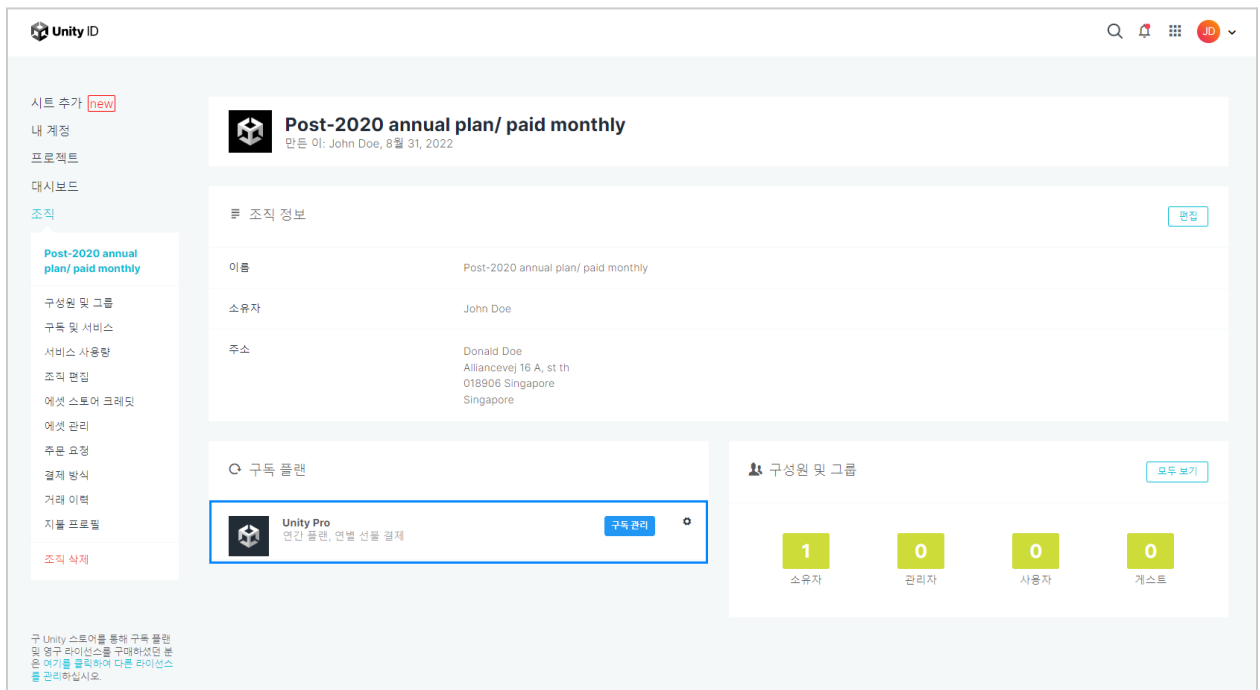 Unity ID
JD
시트 추가 new
내 계정
프로젝트
대시보드
조직
Post-2020 annual
plan/ paid monthly
구성원 및 그룹
구독 및 서비스
서비스 사용량
조직 편집
에셋 스토어 크레딧
에셋 관리
주문 요청
결제 방식
거래 이력
지불 프로필
조직 삭제
구 Unity 스토어를 통해 구독 플랜
및 영구 라이선스를 구매하셨던 분
은 여기를 클릭하여 다른 라이선스
를 관리하십시오.
Post-2020 annual plan/ paid monthly
만든 이: John Doe, 8월 31, 2022
조직 정보
편집
이름 Post-2020 annual plan/ paid monthly
소유자 John Doe
주소 Donald Doe
Alliancevej 16 A, st th
018906 Singapore
Singapore
구독 플랜
Unity Pro
연간 플랜, 연별 선불 결제
구독 관리
구성원 및 그룹
모두 보기
1 0 0 0
소유자 관리자 사용자 게스트